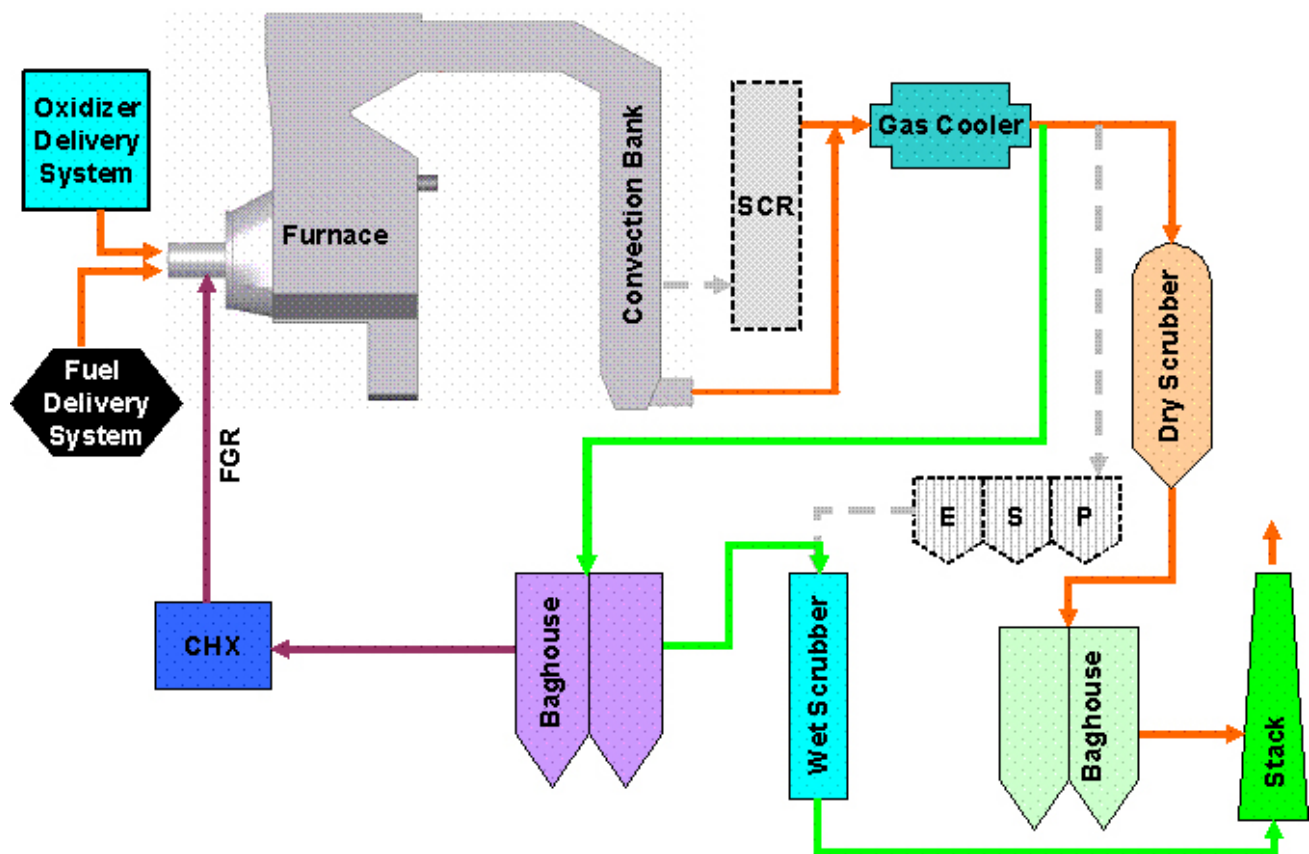 Oxidizer
Delivery
System
Fuel
Delivery
System
Furnace
Convection Bank
SCR
Gas Cooler
Dry Scrubber
FGR
E S P
CHX
Baghouse
Wet Scrubber
Baghouse
Stack